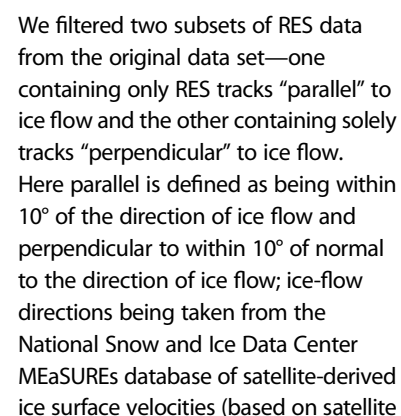 We filtered two subsets of RES data
from the original data set—one
containing only RES tracks “parallel” to
ice flow and the other containing solely
tracks “perpendicular” to ice flow.
Here parallel is defined as being within
10° of the direction of ice flow and
perpendicular to within 10° of normal
to the direction of ice flow; ice-flow
directions being taken from the
National Snow and Ice Data Center
MEaSUREs database of satellite-derived
ice surface velocities (based on satellite